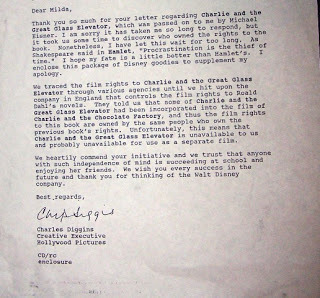 Dear Milda,
Thank you so much for your letter regarding Charlie and the
Great Glass Elevator, which was passed on to me by Michael
Eisner. I am sorry it has taken me so long to respond, but
it took us some time to discover who owned the rights to the
book. Nonetheless, I have let this wait for too long. As
Shakespeare said in Hamlet, "Procrastination is the thief of
time." I hope my fate is a little better than Hamlet's. I
enclose this package of Disney goodies to supplement my
apology.
We traced the film rights to Charlie and the Great Glass
Elevator through various agencies until we hit upon the
company in England that controls the film rights to Roald
Dahl's novels. They told us that none of Charlie and the
Great Glass Elevator had been incorporated into the film of
Charlie and the Chocolate Factory, and thus the film rights
to this book are owned by the same people who own the
previous book's rights. Unfortunately, this means that
Charlie and the Great Glass Elevator is unavailable to us
and probably unavailable for use as a separate film.
We heartily commend your initiative and we trust that anyone
with such independence of mind is succeeding at school and
enjoying her friends. We wish you every success in the
future and thank you for thinking of the Walt Disney
company.
Best regards,
Charles Diggins
Creative Executive
Hollywood Pictures
CD/rc
enclosure